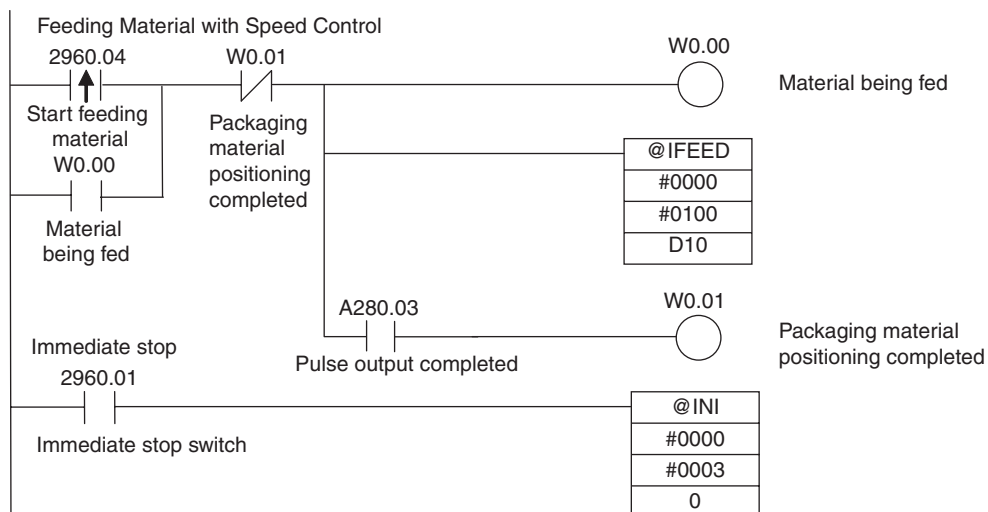 Feeding Material with Speed Control
2960.04
W0.01
W0.00
Material being fed
Start feeding
material
Packaging
material
positioning
completed
W0.00
Material
being fed
@IFEED
#0000
#0100
D10
A280.03
W0.01
Pulse output completed
Packaging material
positioning completed
Immediate stop
2960.01
Immediate stop switch
@INI
#0000
#0003
0